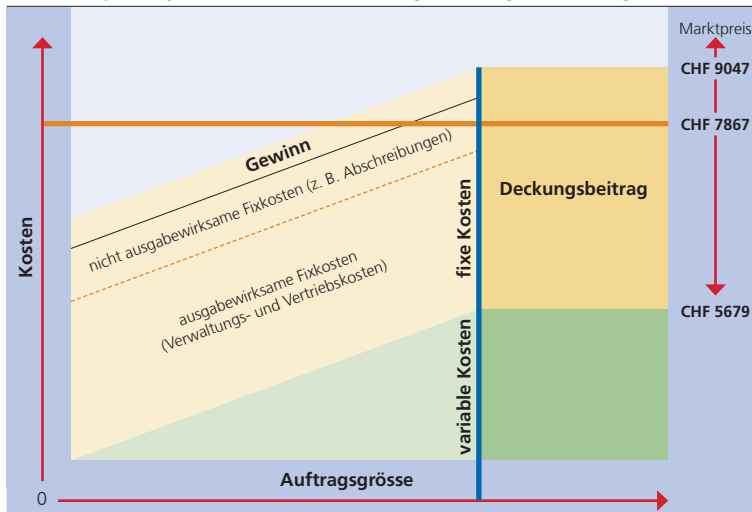 Marktpreis
CHF 9047
CHF 7867
Gewinn
nicht ausgabewirksame Fixkosten (z. B. Abschreibungen)
Deckungsbeitrag
fixe Kosten
Kosten
ausgabewirksame Fixkosten
(Verwaltungs- und Vertriebskosten)
CHF 5679
variable Kosten
Auftragsgrösse
0